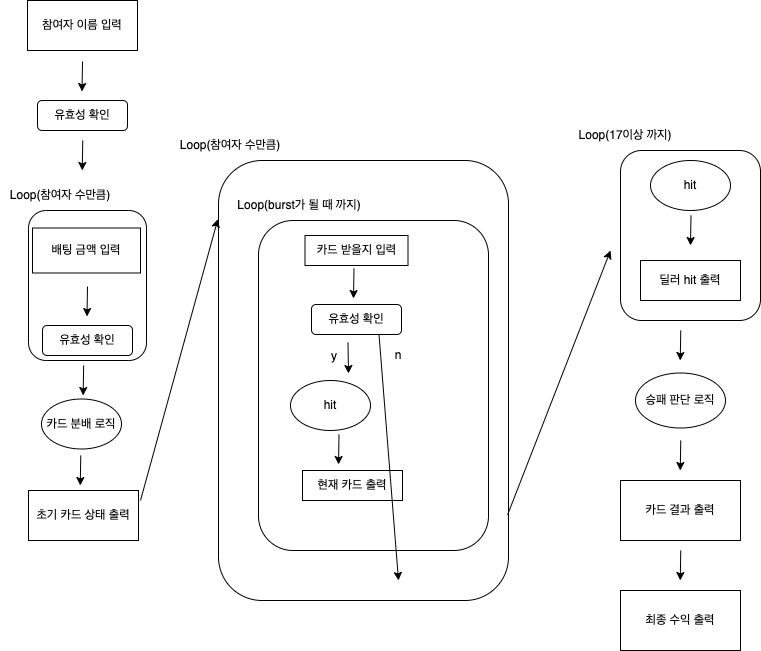 참여자 이름 입력
유효성 확인
Loop(참여자 수만큼)
배팅 금액 입력
유효성 확인
카드 분배 로직
초기 카드 상태 출력
Loop(참여자 수만큼)
Loop(burst가 될 때 까지)
카드 받을지 입력
유효성 확인
y
n
hit
현재 카드 출력
Loop(17이상 까지)
hit
딜러 hit 출력
승패 판단 로직
카드 결과 출력
최종 수익 출력